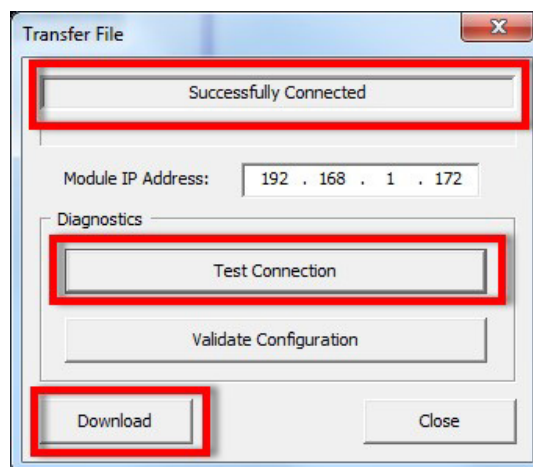 Transfer File
Successfully Connected
Module IP Address: 192 . 168 . 1 . 172
Diagnostics
Test Connection
Validate Configuration
Download Close